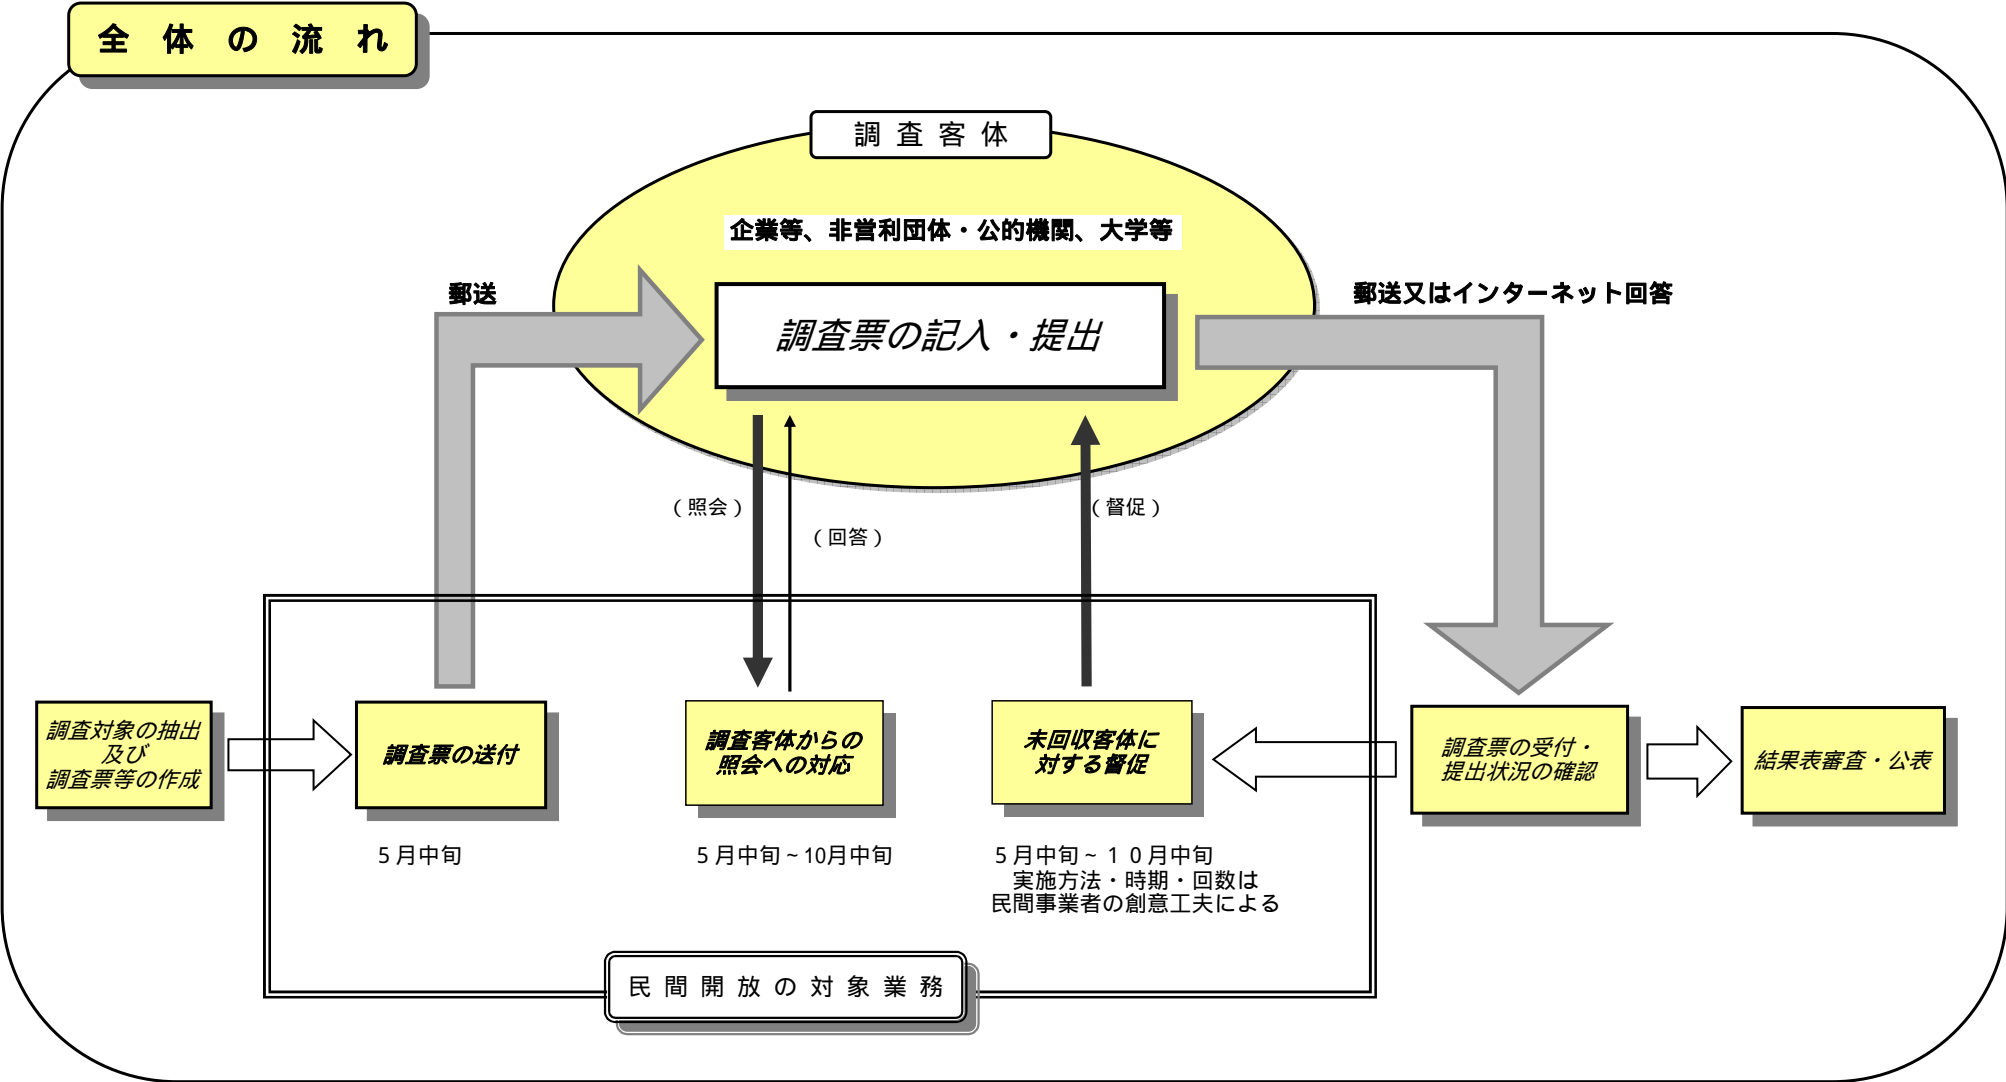 全体の流れ
調査客体
企業等、非営利団体・公的機関、大学等
郵送
郵送又はインターネット回答
調査票の記入・提出
（照会）
（回答）
（督促）
調査対象の抽出
及び
調査票等の作成
調査票の送付
調査客体からの
照会への対応
未回収客体に
対する督促
調査票の受付・
提出状況の確認
結果表審査・公表
５月中旬
５月中旬～10月中旬
５月中旬～１０月中旬
実施方法・時期・回数は
民間事業者の創意工夫による
民間開放の対象業務